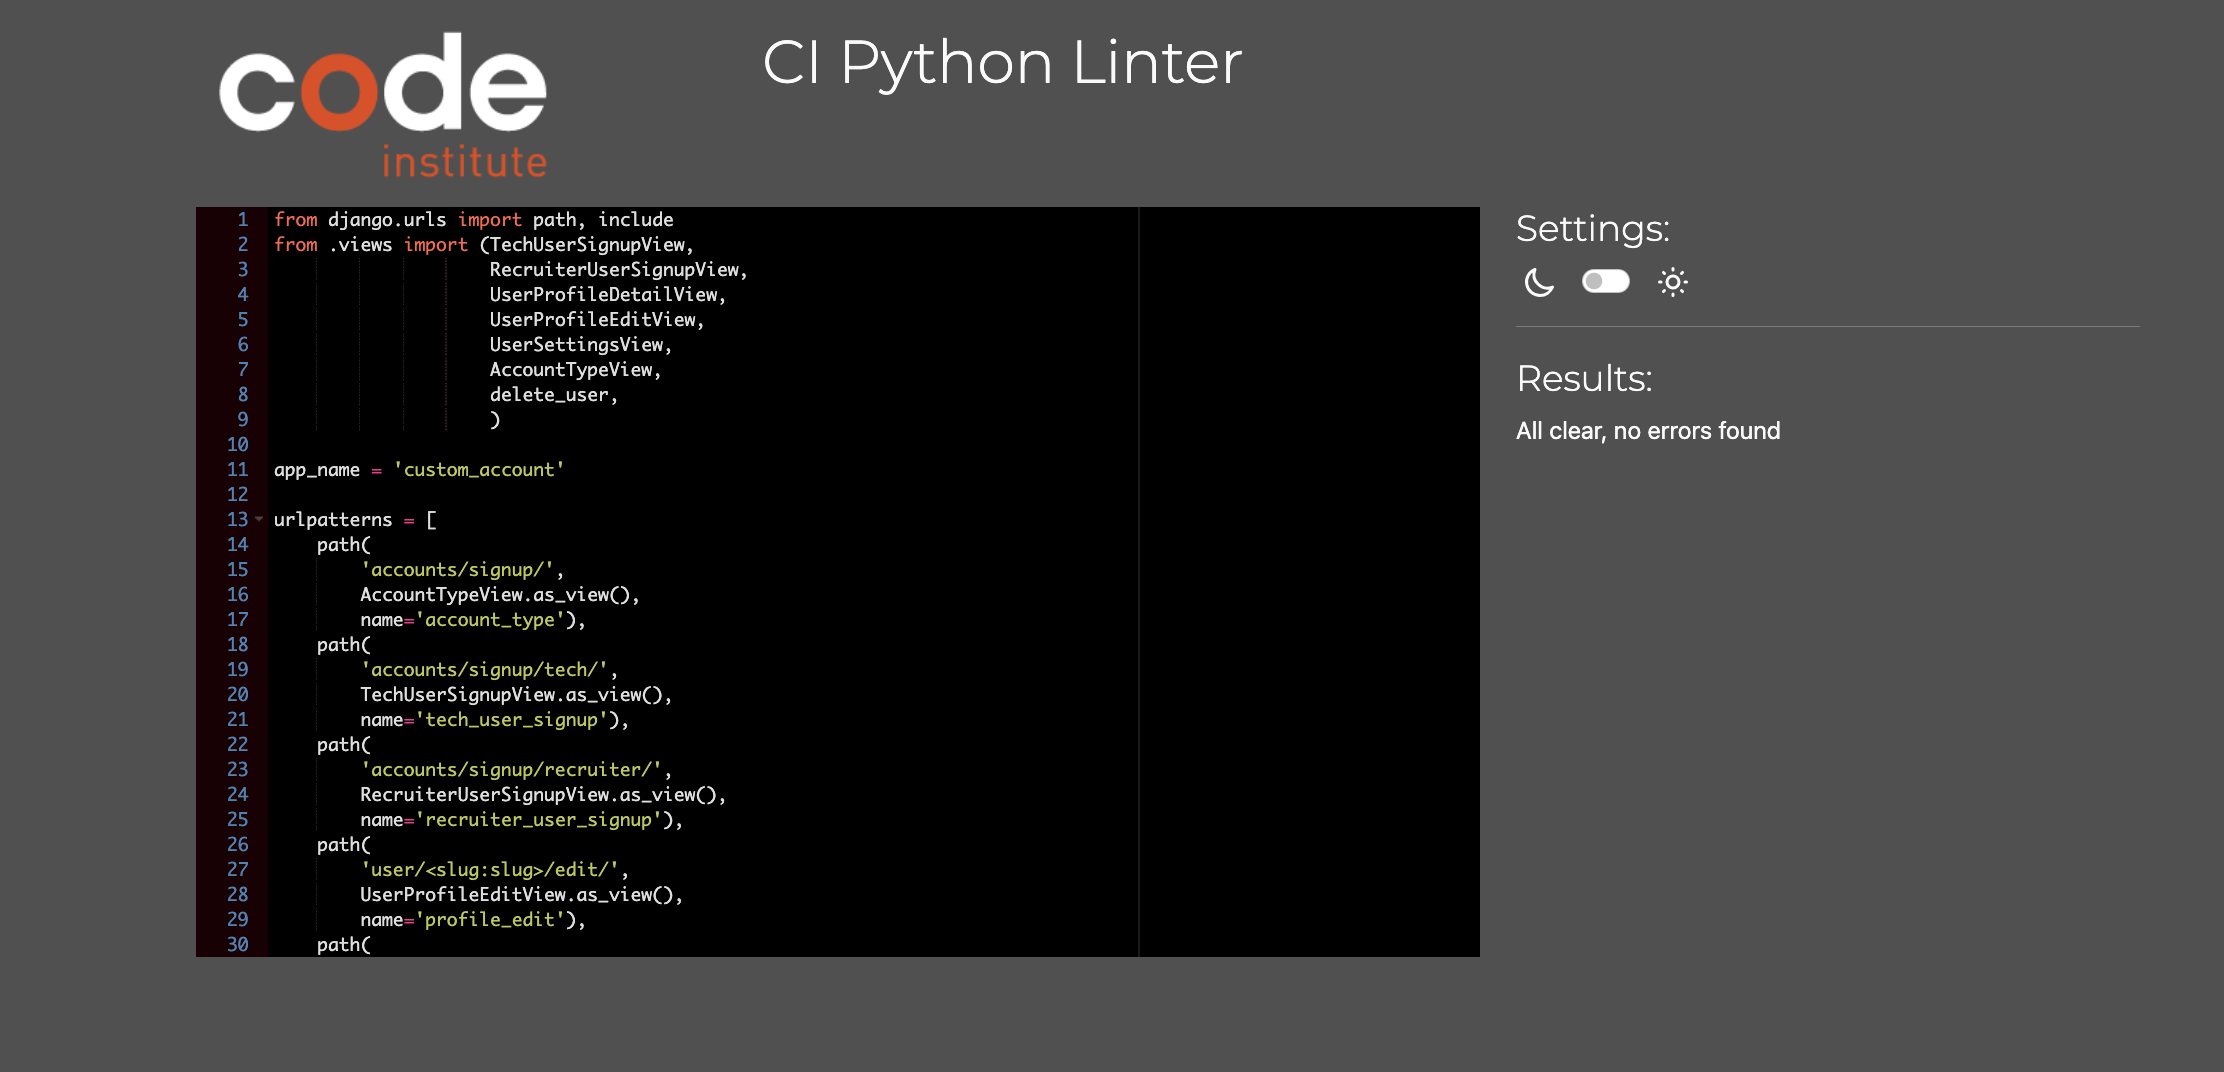 code
institute
CI Python Linter
1 from django.urls import path, include
2 from .views import (TechUserSignupView,
3                     RecruiterUserSignupView,
4                     UserProfileDetailView,
5                     UserProfileEditView,
6                     UserSettingsView,
7                     AccountTypeView,
8                     delete_user,
9                     )
10
11 app_name = 'custom_account'
12
13 urlpatterns = [
14     path(
15         'accounts/signup/',
16         AccountTypeView.as_view(),
17         name='account_type'),
18     path(
19         'accounts/signup/tech/',
20         TechUserSignupView.as_view(),
21         name='tech_user_signup'),
22     path(
23         'accounts/signup/recruiter/',
24         RecruiterUserSignupView.as_view(),
25         name='recruiter_user_signup'),
26     path(
27         'user/<slug:slug>/edit/',
28         UserProfileEditView.as_view(),
29         name='profile_edit'),
30     path(
Settings:
Results:
All clear, no errors found